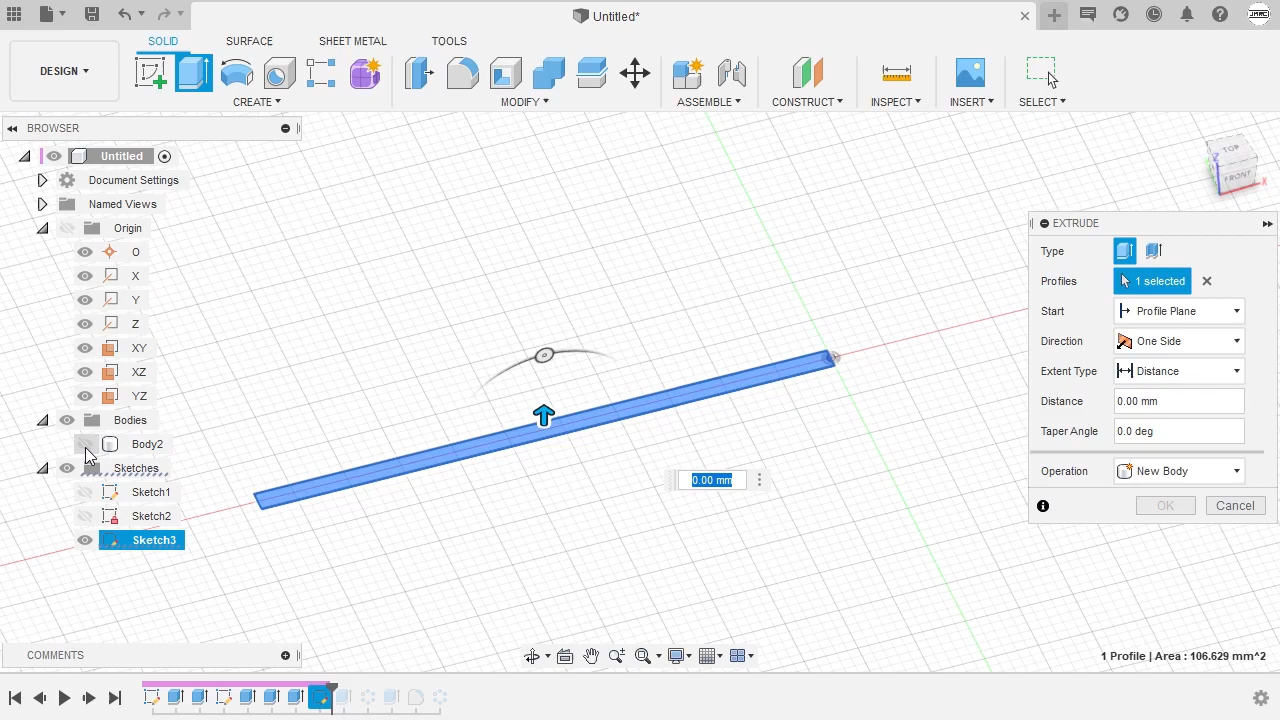 Untitled*
JMRC
SOLID SURFACE SHEET METAL TOOLS
DESIGN
CREATE MODIFY ASSEMBLE CONSTRUCT INSPECT INSERT SELECT
BROWSER
Untitled
Document Settings
Named Views
Origin
O
X
Y
Z
XY
XZ
YZ
Bodies
Body2
Sketches
Sketch1
Sketch2
Sketch3
TOP
FRONT
Z
X
0.00 mm
EXTRUDE
Type
Profiles 1 selected
Start Profile Plane
Direction One Side
Extent Type Distance
Distance 0.00 mm
Taper Angle 0.0 deg
Operation New Body
OK Cancel
COMMENTS
1 Profile | Area : 106.629 mm^2